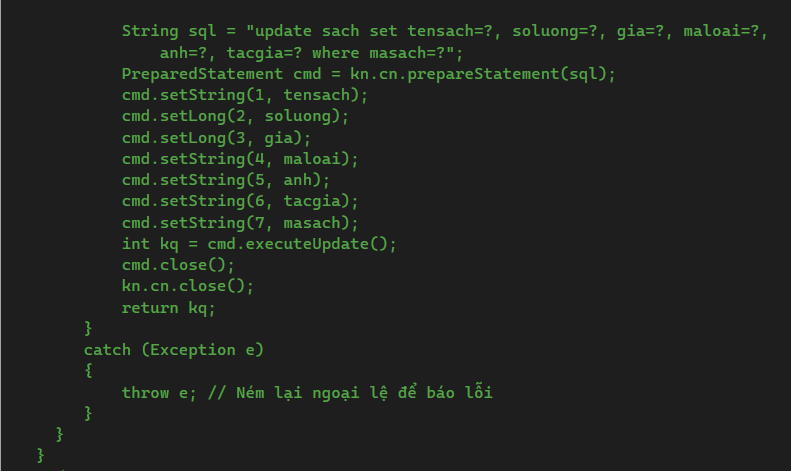 String sql = "update sach set tensach=?, soluong=?, gia=?, maloai=?,
anh=?, tacgia=? where masach=?";
PreparedStatement cmd = kn.cn.prepareStatement(sql);
cmd.setString(1, tensach);
cmd.setLong(2, soluong);
cmd.setLong(3, gia);
cmd.setString(4, maloai);
cmd.setString(5, anh);
cmd.setString(6, tacgia);
cmd.setString(7, masach);
int kq = cmd.executeUpdate();
cmd.close();
kn.cn.close();
return kq;
}
catch (Exception e)
{
throw e; // Ném lại ngoại lệ để báo lỗi
}
}
}